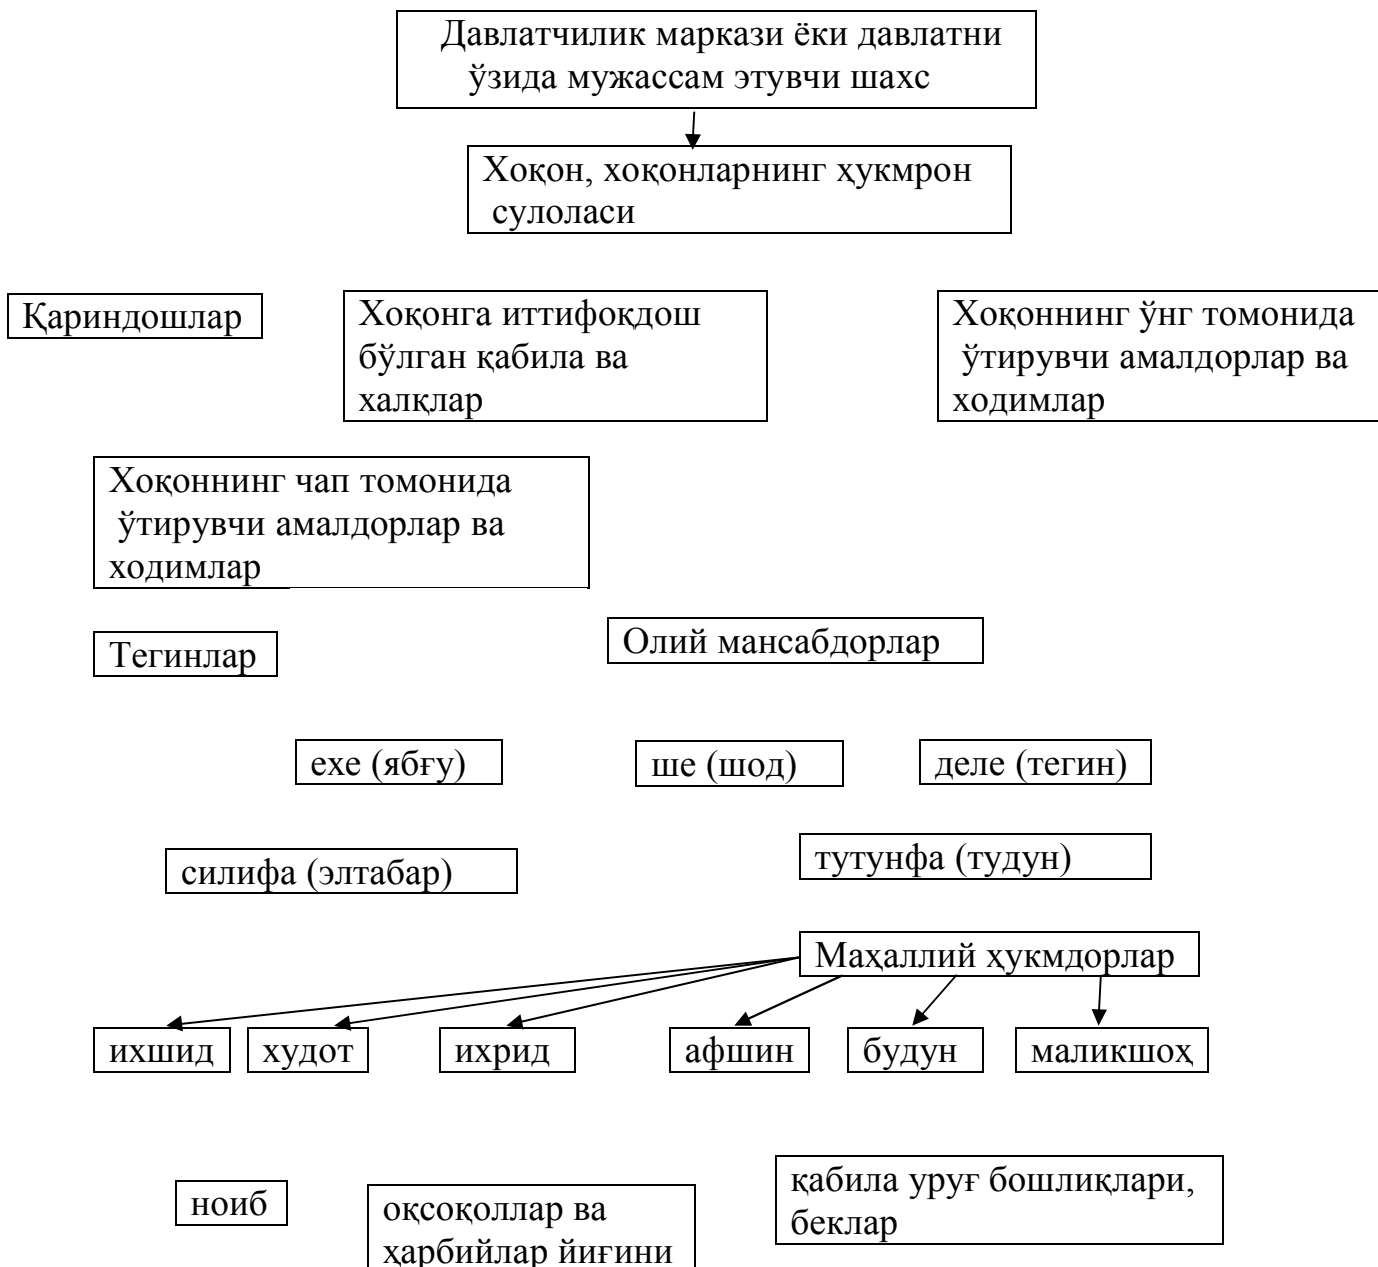 Давлатчилик маркази ёки давлатни
ўзида мужассам этувчи шахс
Хоқон, хоқонларнинг ҳукмрон
сулоласи
Қариндошлар
Хоқонга иттифоқдош
бўлган қабила ва
халқлар
Хоқоннинг ўнг томонида
ўтирувчи амалдорлар ва
ходимлар
Хоқоннинг чап томонида
ўтирувчи амалдорлар ва
ходимлар
Тегинлар
Олий мансабдорлар
ехе (ябғу)
ше (шод)
деле (тегин)
силифа (элтабар)
тутунфа (тудун)
Маҳаллий ҳукмдорлар
ихшид
худот
ихрид
афшин
будун
маликшоҳ
ноиб
оқсоқоллар ва
ҳарбийлар йиғини
қабила уруғ бошлиқлари,
беклар